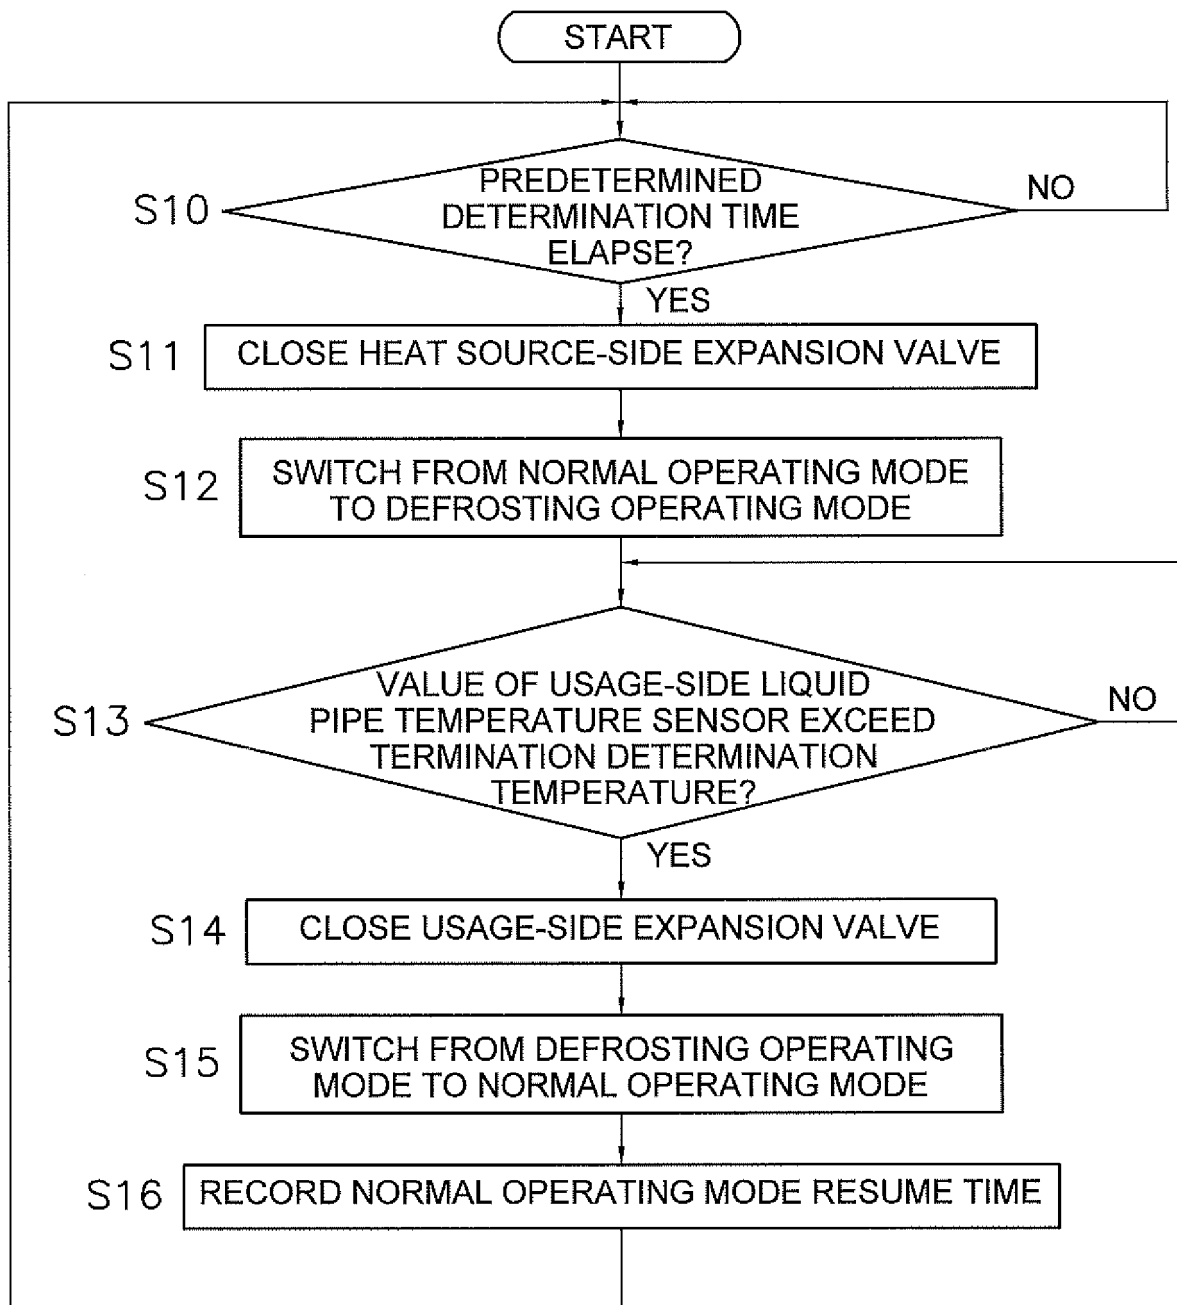 START
S10
PREDETERMINED
DETERMINATION TIME
ELAPSE?
NO
YES
S11
CLOSE HEAT SOURCE-SIDE EXPANSION VALVE
S12
SWITCH FROM NORMAL OPERATING MODE
TO DEFROSTING OPERATING MODE
S13
VALUE OF USAGE-SIDE LIQUID
PIPE TEMPERATURE SENSOR EXCEED
TERMINATION DETERMINATION
TEMPERATURE?
NO
YES
S14
CLOSE USAGE-SIDE EXPANSION VALVE
S15
SWITCH FROM DEFROSTING OPERATING
MODE TO NORMAL OPERATING MODE
S16
RECORD NORMAL OPERATING MODE RESUME TIME